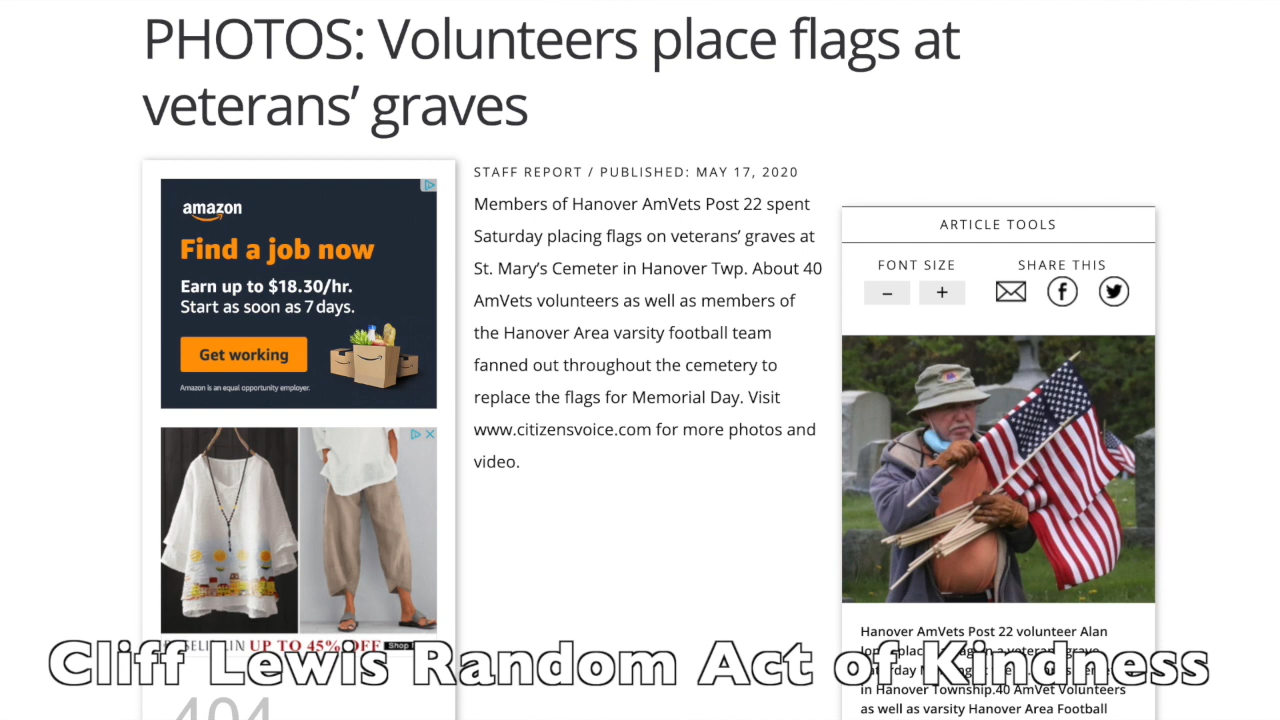 PHOTOS: Volunteers place flags at
veterans’ graves
amazon
Find a job now
Earn up to $18.30/hr.
Start as soon as 7 days.
Get working
Amazon is an equal opportunity employer.
UP TO 45% OFF Shop
404
STAFF REPORT / PUBLISHED: MAY 17, 2020
Members of Hanover AmVets Post 22 spent
Saturday placing flags on veterans’ graves at
St. Mary’s Cemeter in Hanover Twp. About 40
AmVets volunteers as well as members of
the Hanover Area varsity football team
fanned out throughout the cemetery to
replace the flags for Memorial Day. Visit
www.citizensvoice.com for more photos and
video.
ARTICLE TOOLS
FONT SIZE
– +
SHARE THIS
Hanover AmVets Post 22 volunteer Alan
in Hanover Township.40 AmVet Volunteers
as well as varsity Hanover Area Football
Cliff Lewis Random Act of Kindness